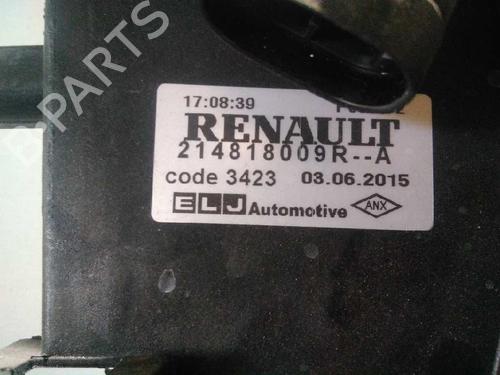 17:08:39
RENAULT
214818009R--A
code 3423 03.06.2015
ELJ Automotive ANX
B-PARTS